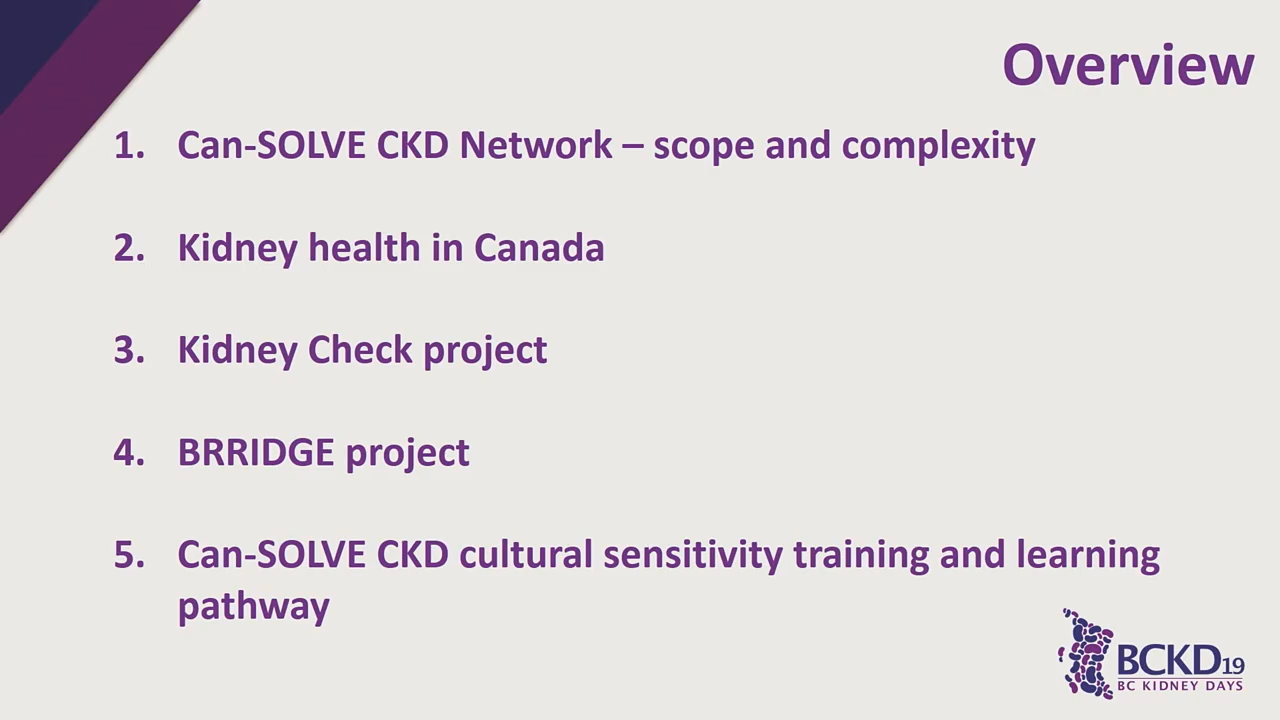 Overview
1. Can-SOLVE CKD Network – scope and complexity
2. Kidney health in Canada
3. Kidney Check project
4. BRRIDGE project
5. Can-SOLVE CKD cultural sensitivity training and learning
pathway
BCKD19
BC KIDNEY DAYS